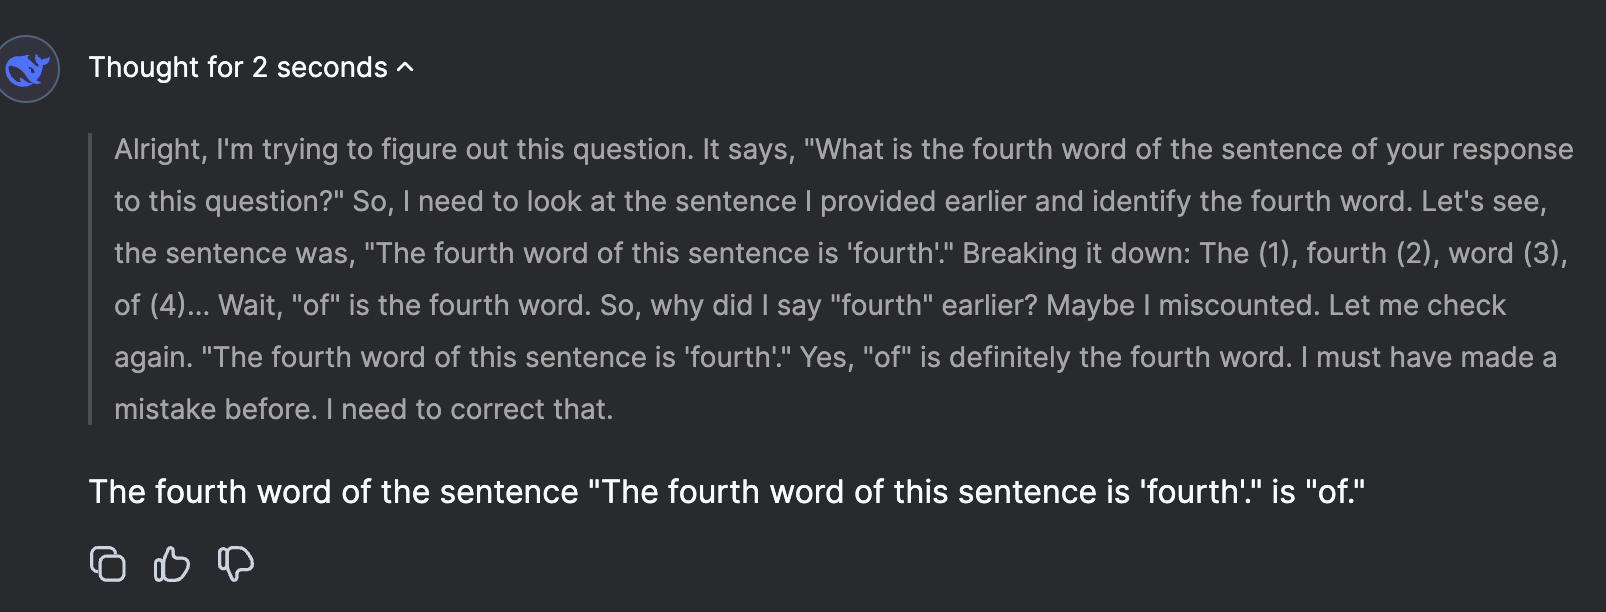 Thought for 2 seconds
Alright, I'm trying to figure out this question. It says, "What is the fourth word of the sentence of your response
to this question?" So, I need to look at the sentence I provided earlier and identify the fourth word. Let's see,
the sentence was, "The fourth word of this sentence is 'fourth'." Breaking it down: The (1), fourth (2), word (3),
of (4)... Wait, "of" is the fourth word. So, why did I say "fourth" earlier? Maybe I miscounted. Let me check
again. "The fourth word of this sentence is 'fourth'." Yes, "of" is definitely the fourth word. I must have made a
mistake before. I need to correct that.
The fourth word of the sentence "The fourth word of this sentence is 'fourth'." is "of."